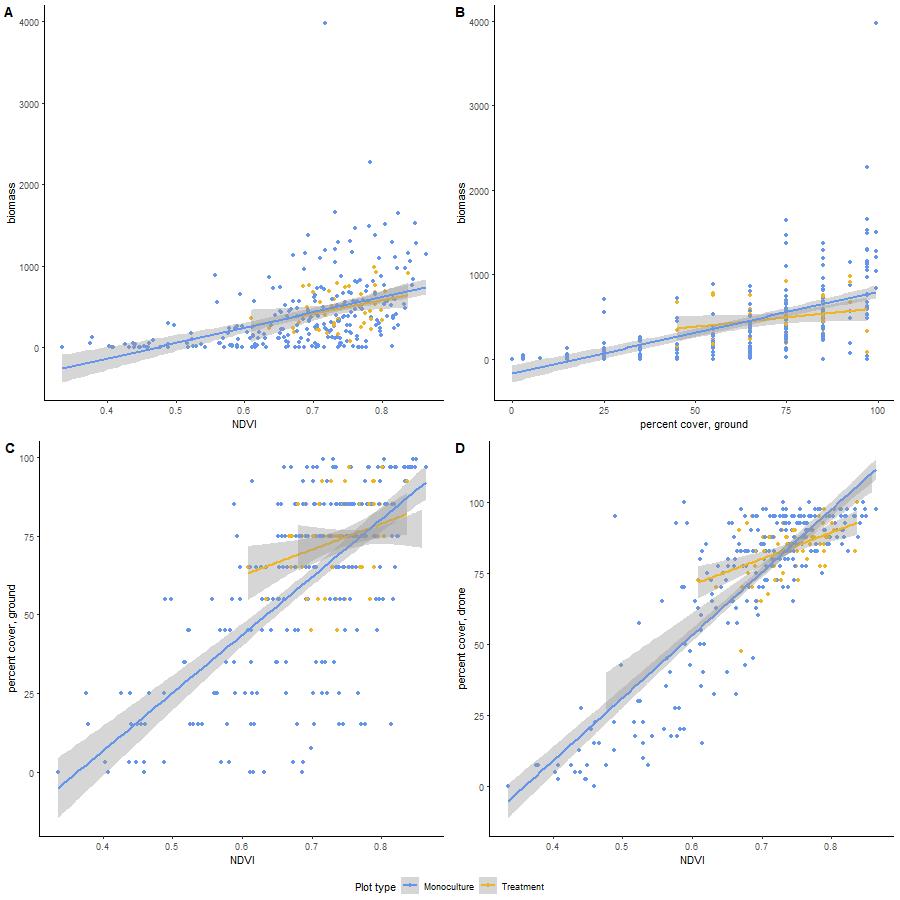 A
4000
3000
2000
1000
0
biomass
0.4 0.5 0.6 0.7 0.8
NDVI
B
4000
3000
2000
1000
0
biomass
0 25 50 75 100
percent cover, ground
C
100
75
50
25
0
percent cover, ground
0.4 0.5 0.6 0.7 0.8
NDVI
D
100
75
50
25
0
percent cover, drone
0.4 0.5 0.6 0.7 0.8
NDVI
Plot type Monoculture Treatment